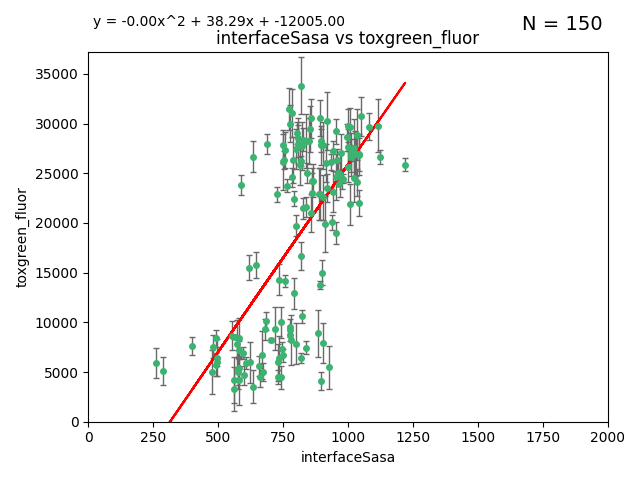 y = -0.00x^2 + 38.29x + -12005.00
N = 150
interfaceSasa vs toxgreen_fluor
35000
30000
25000
20000
15000
10000
5000
0
toxgreen_fluor
0 250 500 750 1000 1250 1500 1750 2000
interfaceSasa